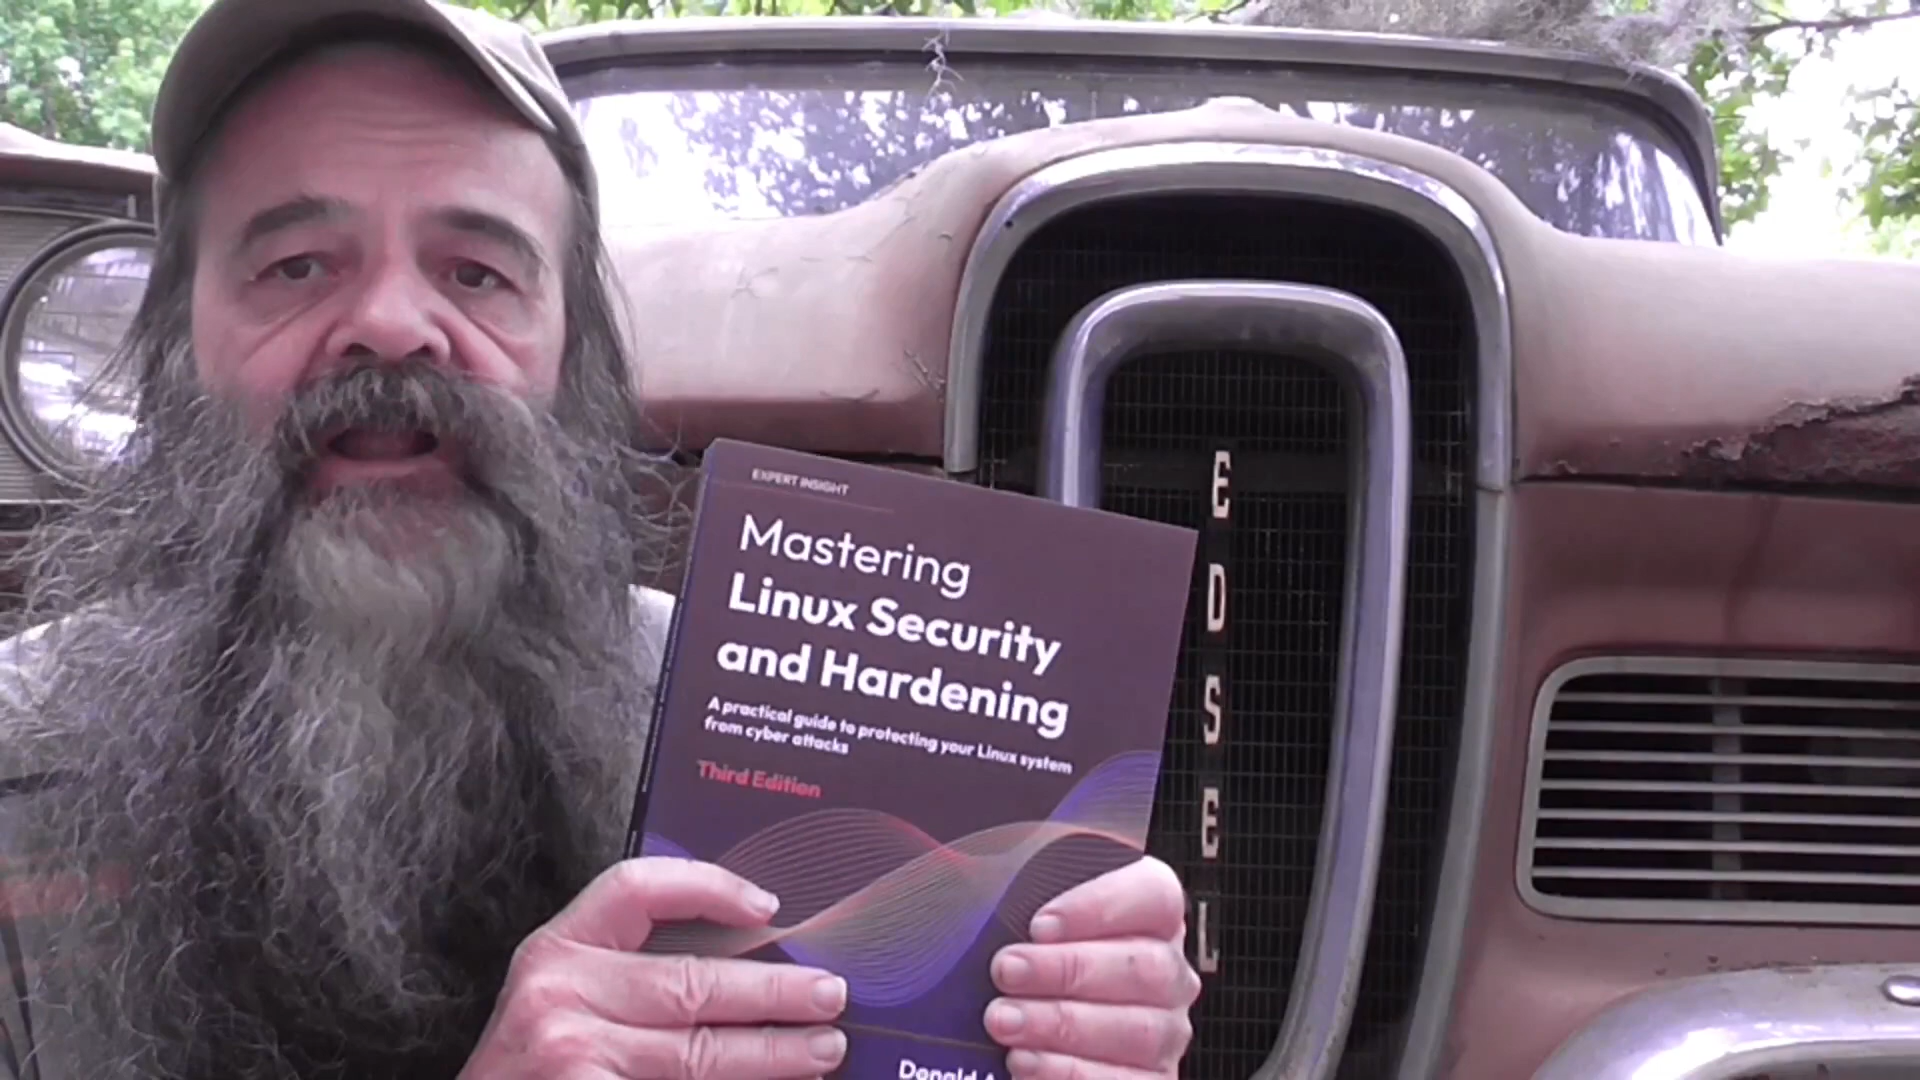 EXPERT INSIGHT
Mastering
Linux Security
and Hardening
A practical guide to protecting your Linux system
from cyber attacks
Third Edition
Donald A
EDSEL